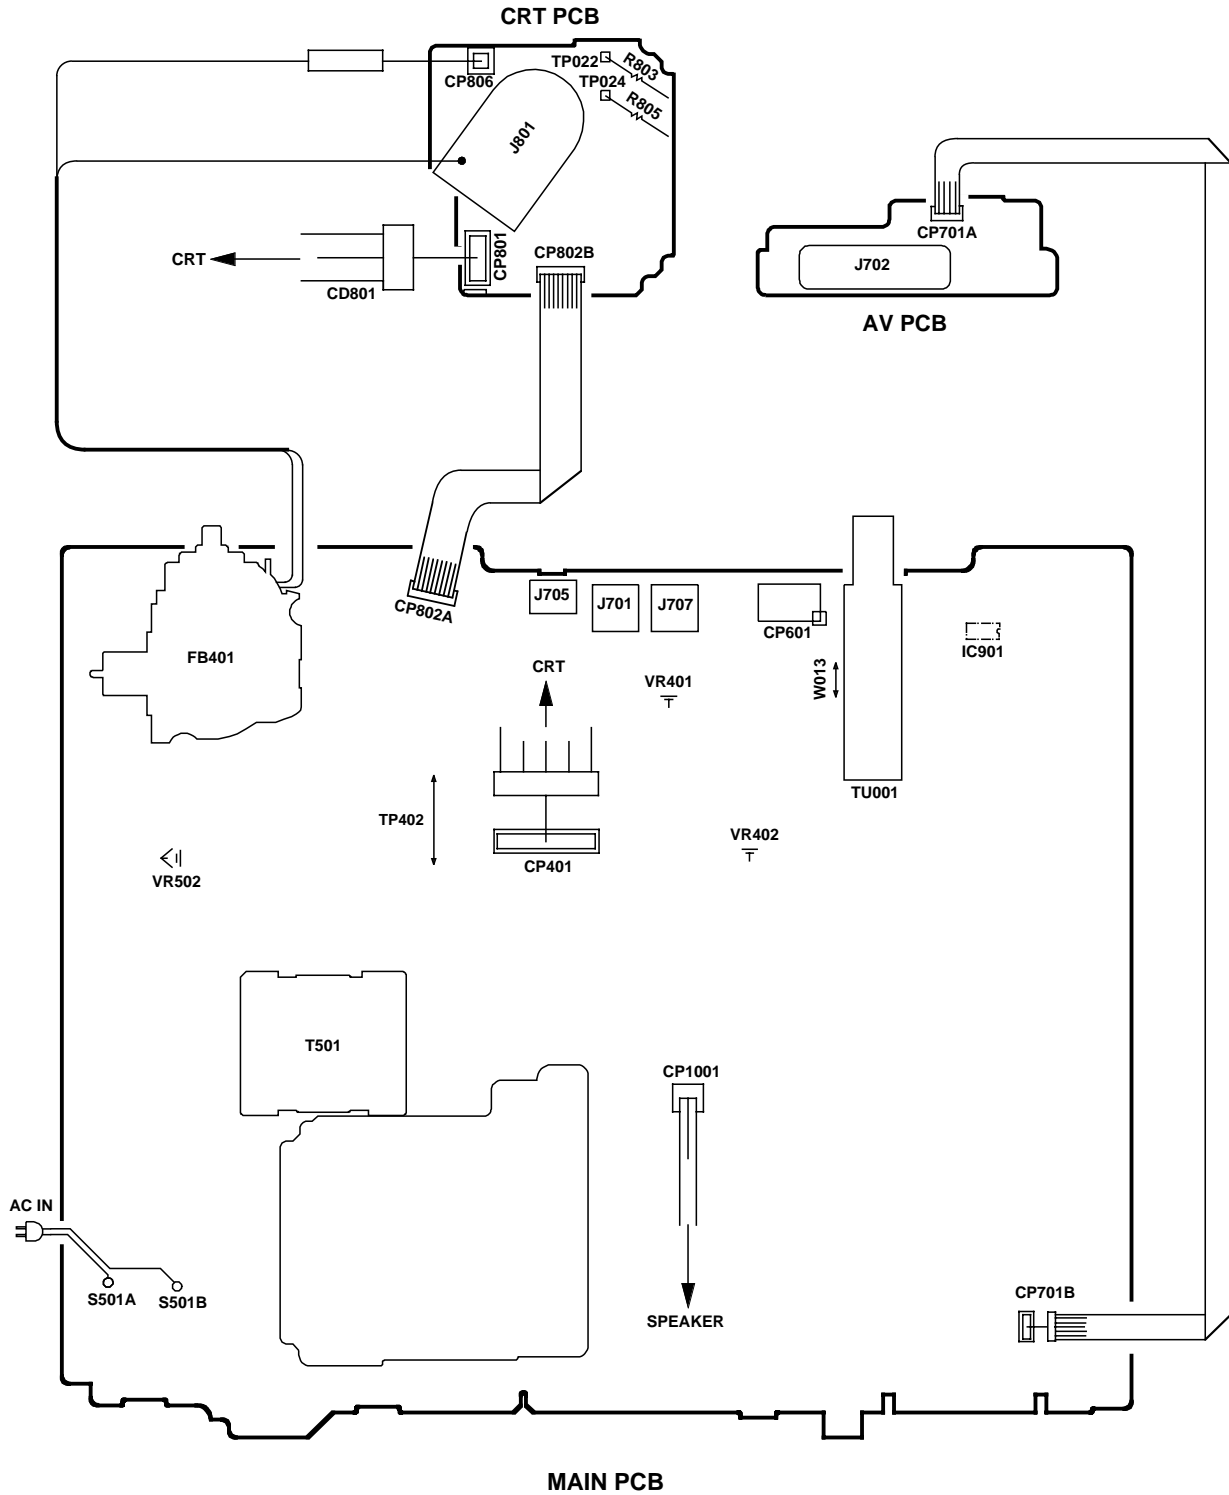 CRT PCB
TP022
R803
CP806
TP024
R805
J801
CP701A
CP801
CP802B
CRT
J702
CD801
AV PCB
J705
J701
J707
CP802A
CP601
IC901
FB401
CRT
VR401
W013
TU001
TP402
VR402
CP401
VR502
T501
CP1001
AC IN
S501A
S501B
CP701B
SPEAKER
MAIN PCB